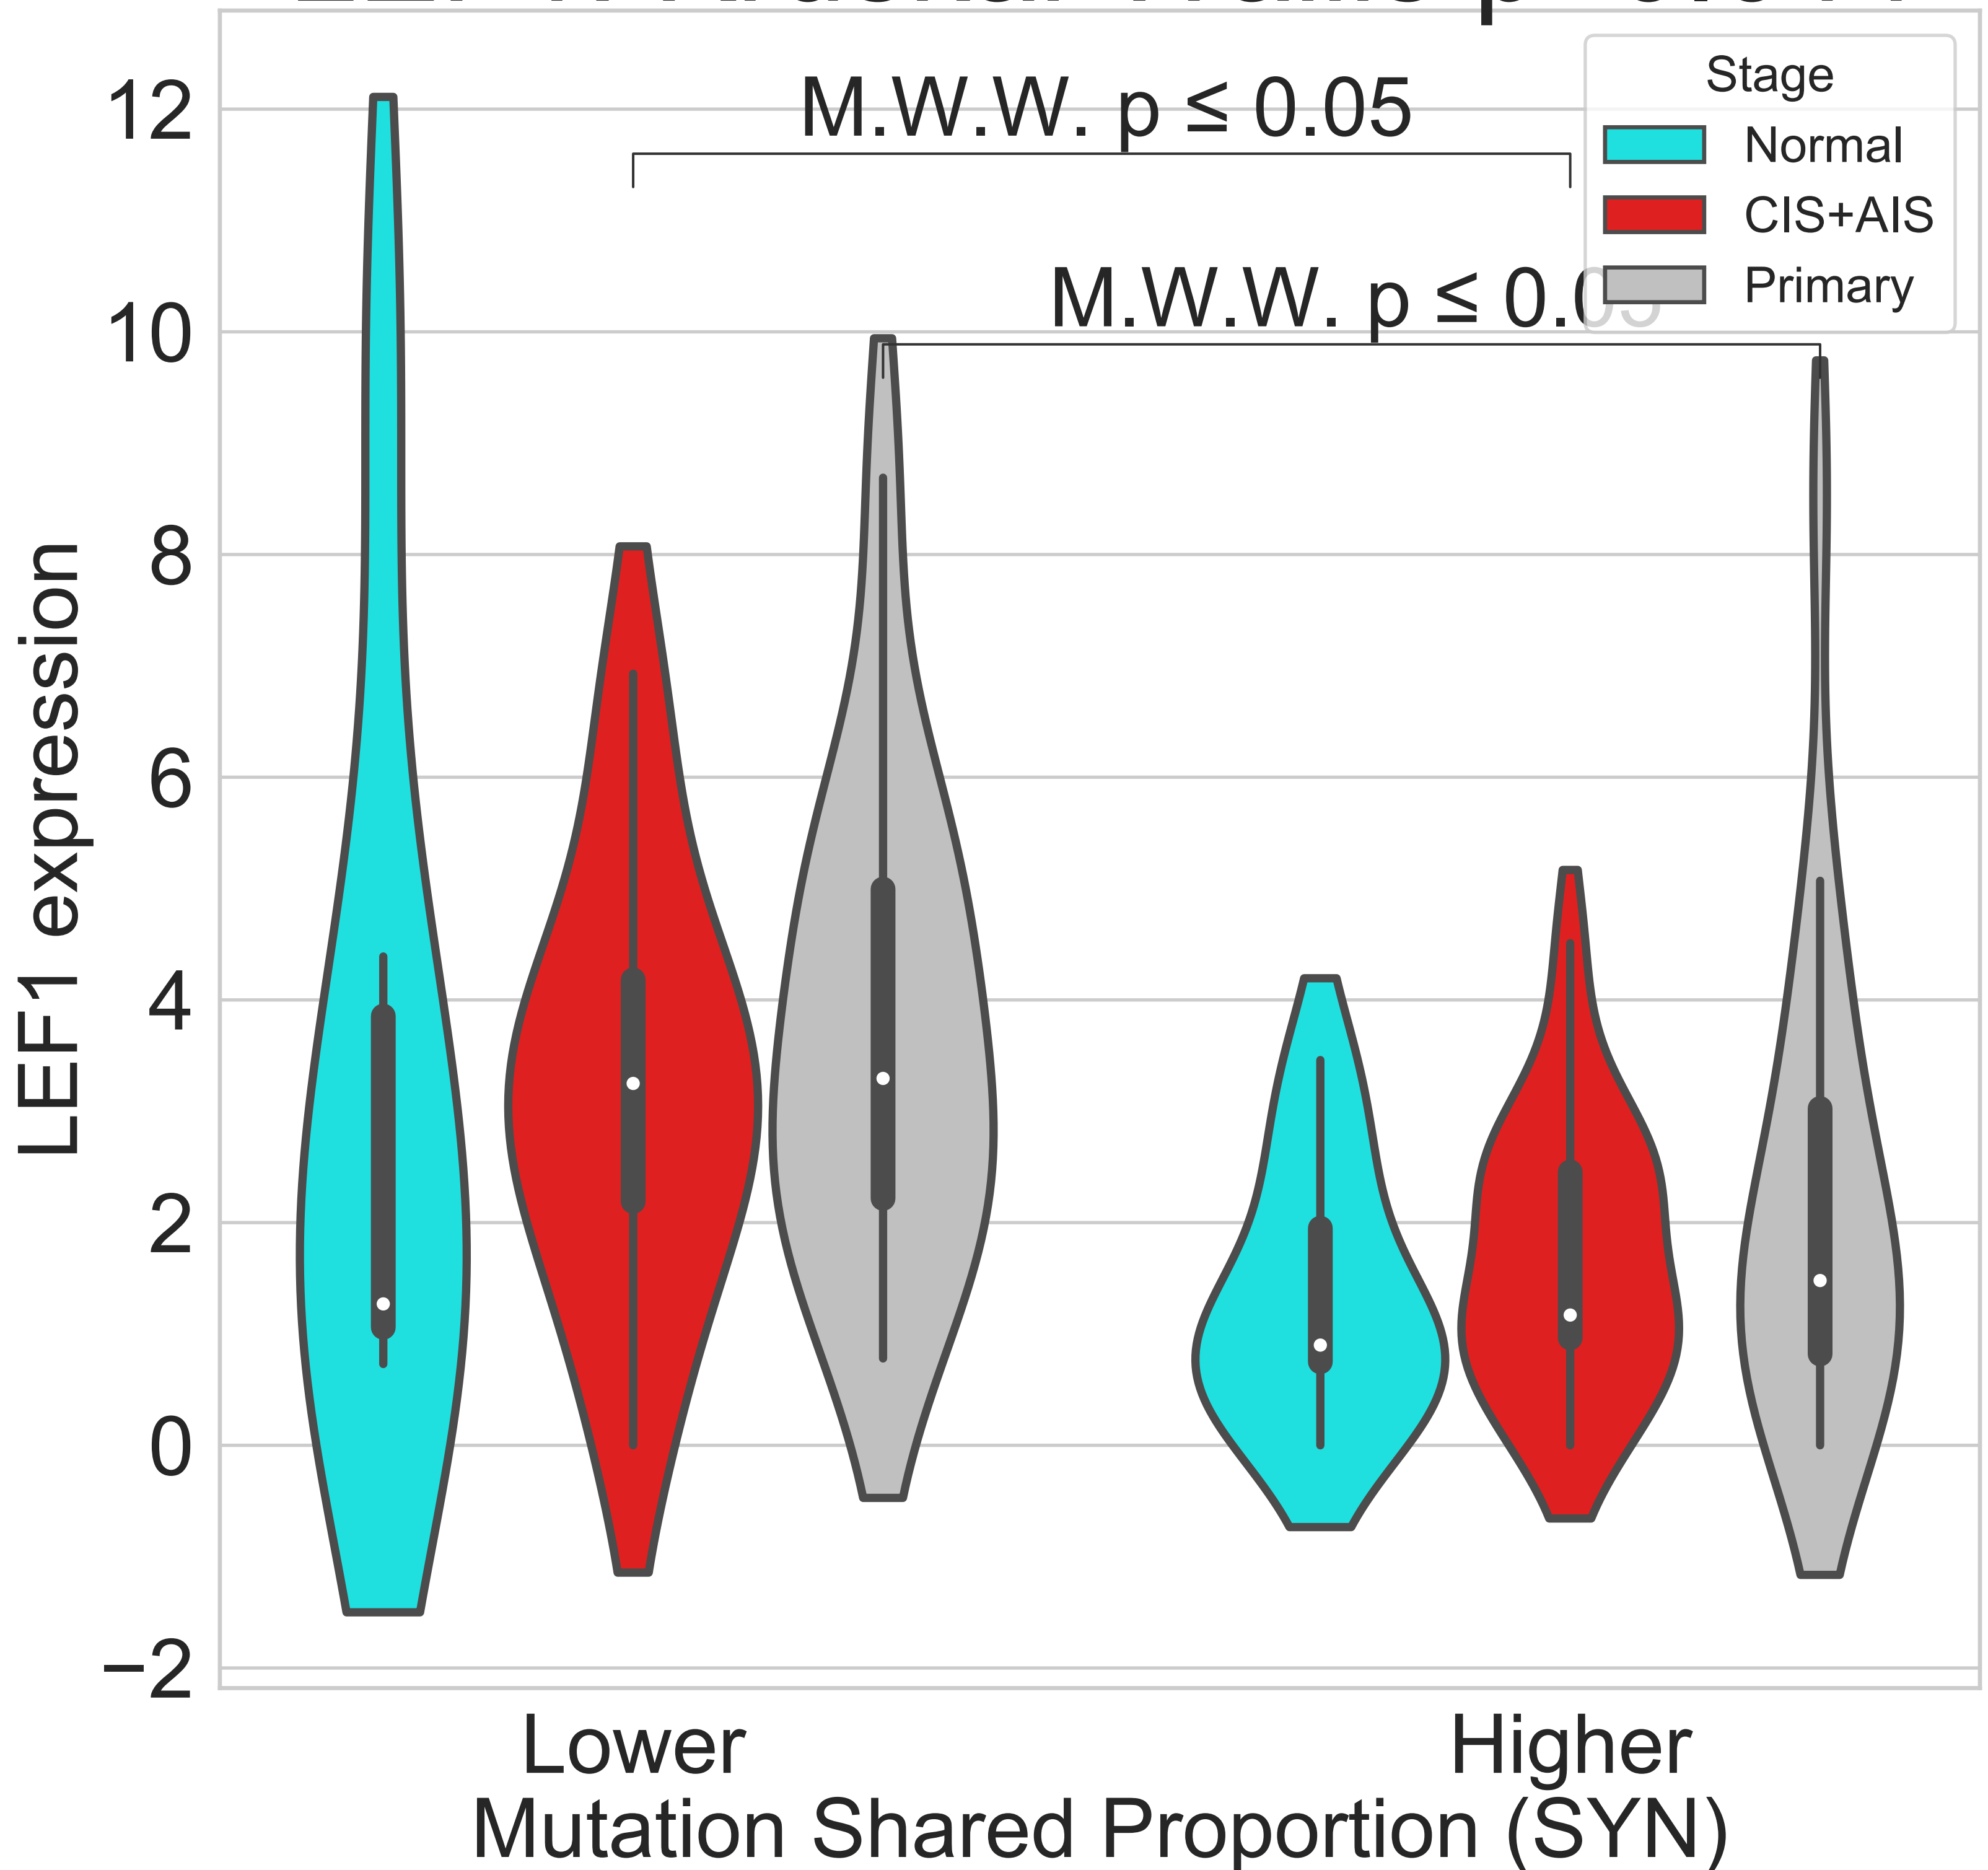 12
10
8
6
4
2
0
−2
LEF1 expression
M.W.W. p ≤ 0.05
M.W.W. p ≤ 0.05
Stage
Normal
CIS+AIS
Primary
Lower
Higher
Mutation Shared Proportion (SYN)